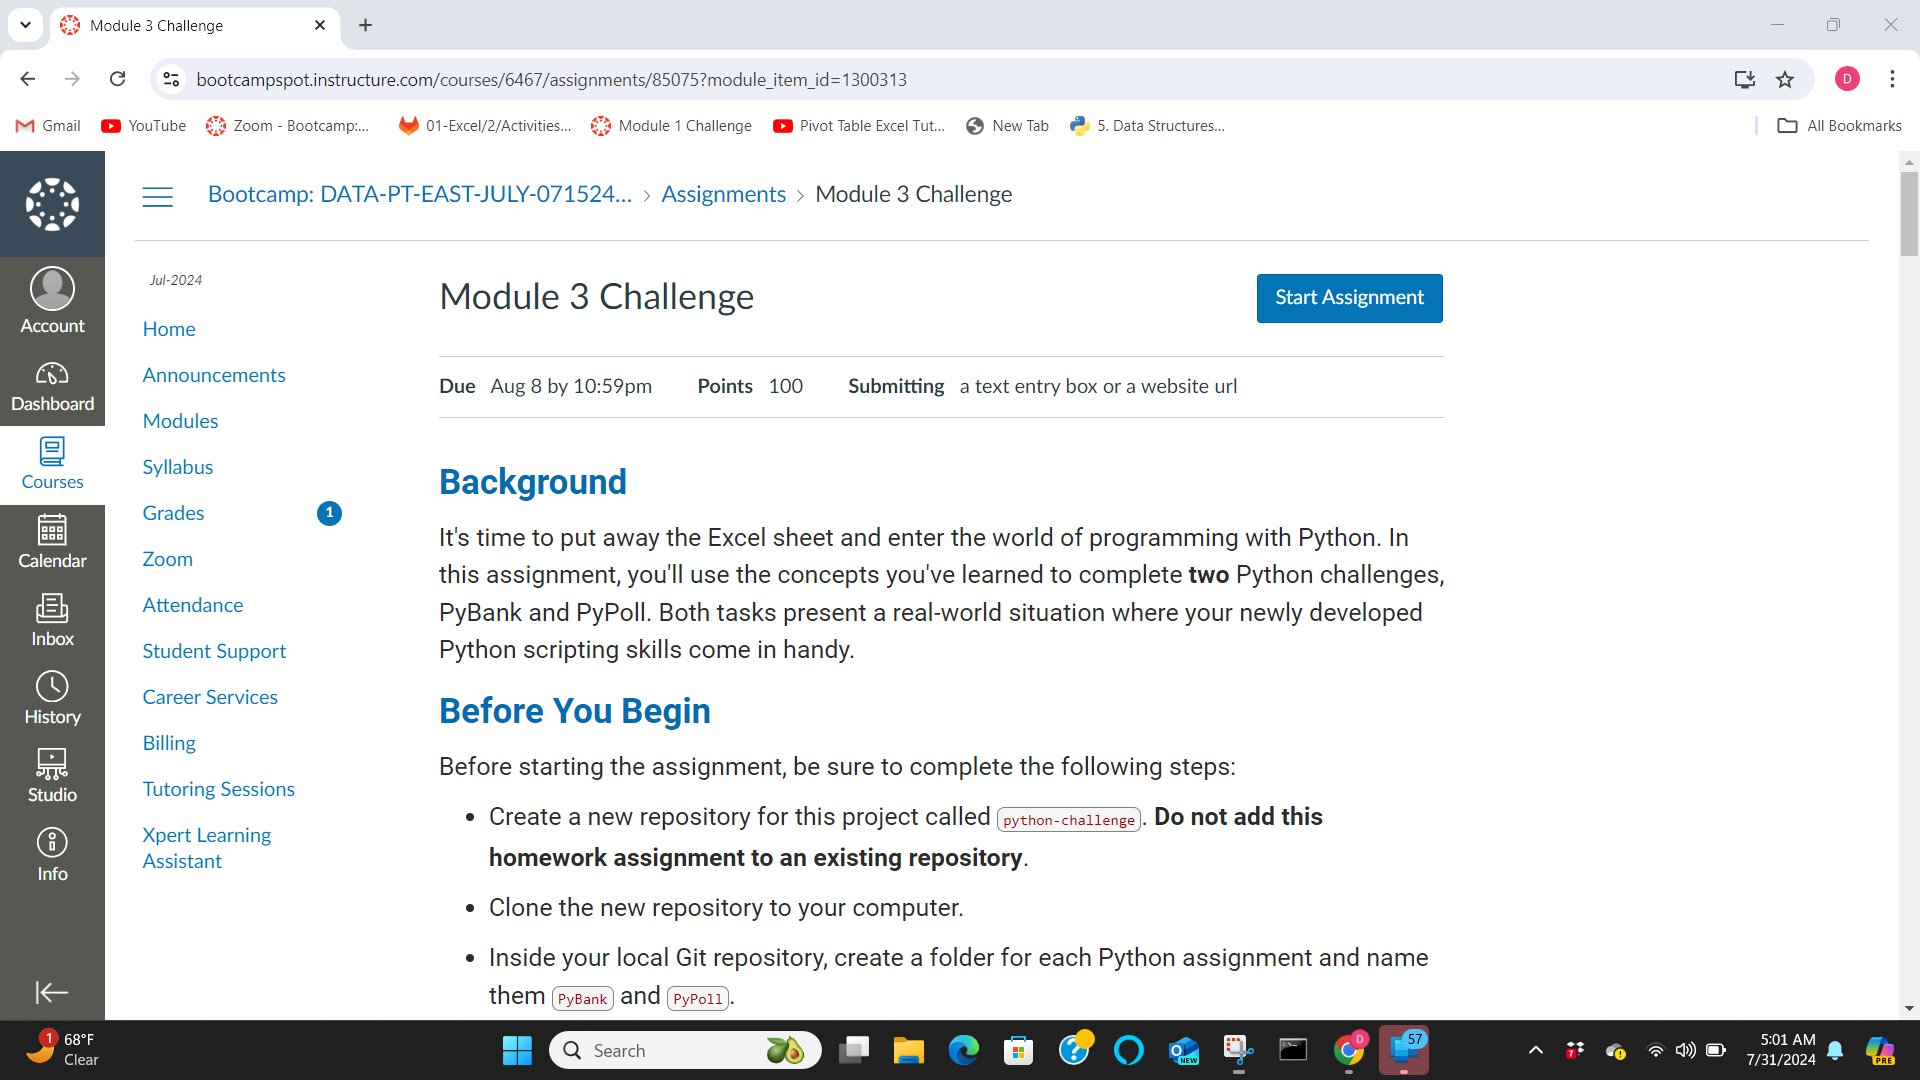 Module 3 Challenge
bootcampspot.instructure.com/courses/6467/assignments/85075?module_item_id=1300313
D
Gmail
YouTube
Zoom - Bootcamp:...
01-Excel/2/Activities...
Module 1 Challenge
Pivot Table Excel Tut...
New Tab
5. Data Structures...
All Bookmarks
Bootcamp: DATA-PT-EAST-JULY-071524... › Assignments › Module 3 Challenge
Account
Dashboard
Courses
Calendar
Inbox
History
Studio
Info
Jul-2024
Home
Announcements
Modules
Syllabus
Grades 1
Zoom
Attendance
Student Support
Career Services
Billing
Tutoring Sessions
Xpert Learning
Assistant
Module 3 Challenge
Start Assignment
Due Aug 8 by 10:59pm Points 100 Submitting a text entry box or a website url
Background
It's time to put away the Excel sheet and enter the world of programming with Python. In
this assignment, you'll use the concepts you've learned to complete two Python challenges,
PyBank and PyPoll. Both tasks present a real-world situation where your newly developed
Python scripting skills come in handy.
Before You Begin
Before starting the assignment, be sure to complete the following steps:
• Create a new repository for this project called python-challenge. Do not add this
homework assignment to an existing repository.
• Clone the new repository to your computer.
• Inside your local Git repository, create a folder for each Python assignment and name
them PyBank and PyPoll.
1
68°F
Clear
Search
NEW
D
57
7
5:01 AM
7/31/2024
PRE